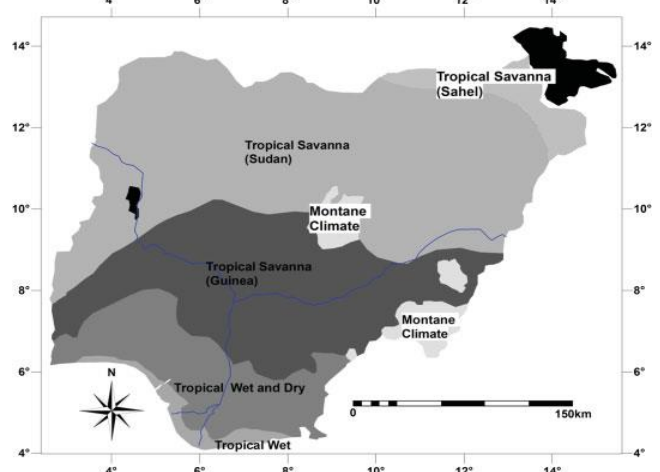 4° 6° 8° 10° 12° 14°
14° 14°
Tropical Savanna
(Sahel)
12° 12°
Tropical Savanna
(Sudan)
10° 10°
Montane
Climate
Tropical Savanna
(Guinea)
8° 8°
Montane
Climate
6° 6°
N
Tropical Wet and Dry
0 150km
Tropical Wet
4° 4°
4° 6° 8° 10° 12° 14°